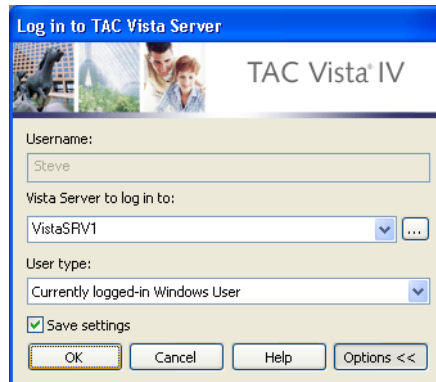 Log in to TAC Vista Server
TAC Vista® IV
Username:
Steve
Vista Server to log in to:
VistaSRV1
...
User type:
Currently logged-in Windows User
Save settings
OK Cancel Help Options <<